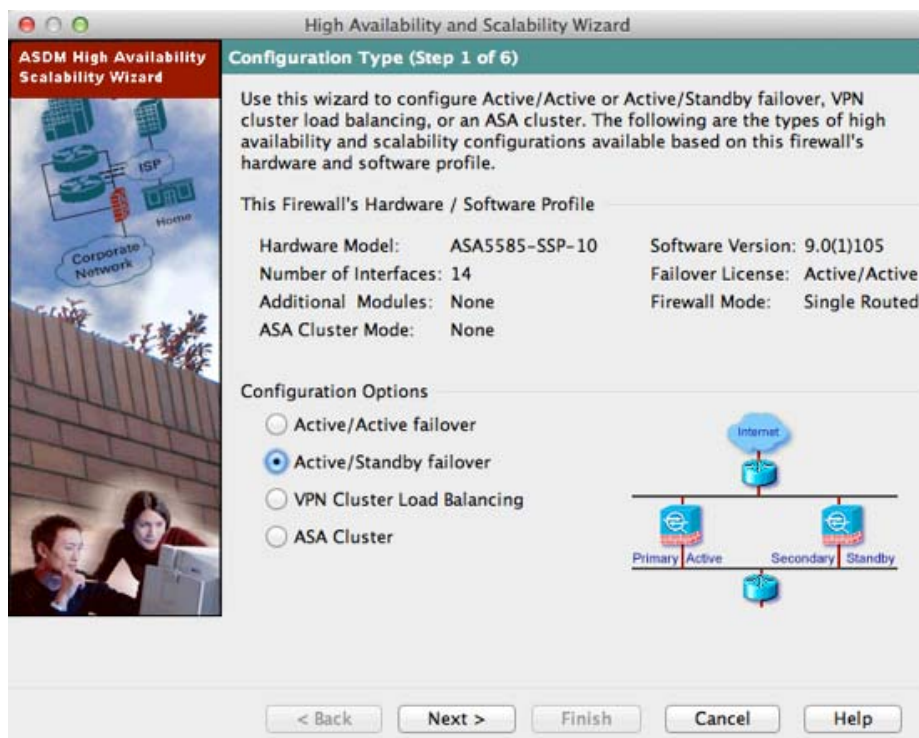 High Availability and Scalability Wizard
ASDM High Availability
Scalability Wizard
ISP
Home
Corporate
Network
Configuration Type (Step 1 of 6)
Use this wizard to configure Active/Active or Active/Standby failover, VPN
cluster load balancing, or an ASA cluster. The following are the types of high
availability and scalability configurations available based on this firewall's
hardware and software profile.
This Firewall's Hardware / Software Profile
Hardware Model: ASA5585-SSP-10 Software Version: 9.0(1)105
Number of Interfaces: 14 Failover License: Active/Active
Additional Modules: None Firewall Mode: Single Routed
ASA Cluster Mode: None
Configuration Options
Active/Active failover
Active/Standby failover
VPN Cluster Load Balancing
ASA Cluster
Internet
Primary Active Secondary Standby
< Back Next > Finish Cancel Help